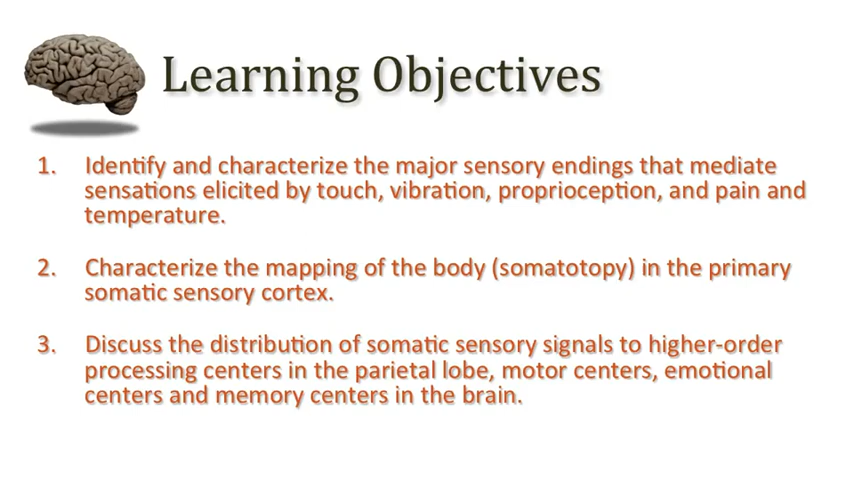 Learning Objectives
1. Identify and characterize the major sensory endings that mediate
sensations elicited by touch, vibration, proprioception, and pain and
temperature.
2. Characterize the mapping of the body (somatotopy) in the primary
somatic sensory cortex.
3. Discuss the distribution of somatic sensory signals to higher-order
processing centers in the parietal lobe, motor centers, emotional
centers and memory centers in the brain.